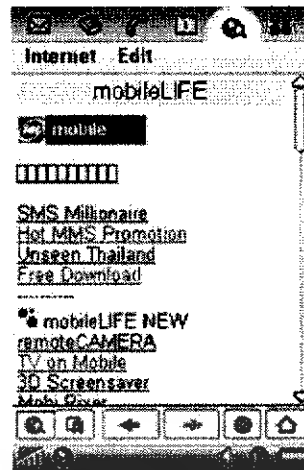 Internet Edit
mobileLIFE
mobile
SMS Millionaire
Hot MMS Promotion
Unseen Thailand
Free Download
mobileLIFE NEW
remoteCAMERA
TV on Mobile
3D Screensaver